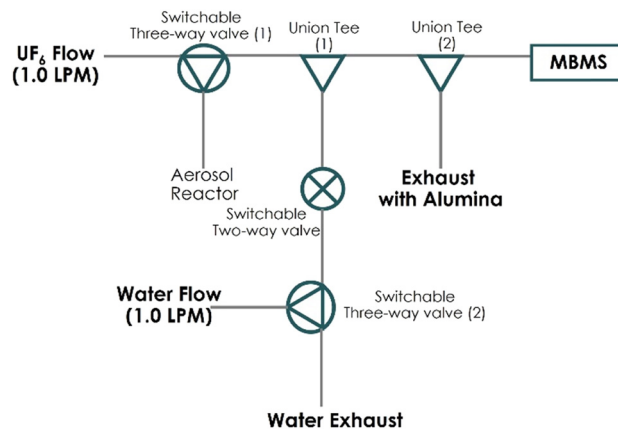 Switchable
Three-way valve (1)
Union Tee
(1)
Union Tee
(2)
UF₆ Flow
(1.0 LPM)
MBMS
Aerosol
Reactor
Exhaust
with Alumina
Switchable
Two-way valve
Water Flow
(1.0 LPM)
Switchable
Three-way valve (2)
Water Exhaust